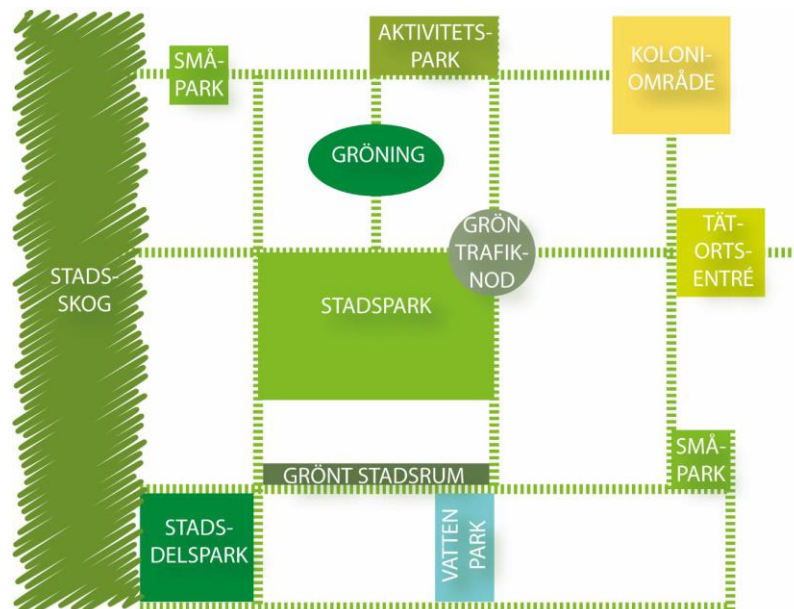 SMÅ-
PARK
AKTIVITETS-
PARK
KOLONI-
OMRÅDE
GRÖNING
GRÖN
TRAFIK-
NOD
TÄT-
ORTS-
ENTRÉ
STADS-
SKOG
STADSPARK
SMÅ-
PARK
GRÖNT STADSRUM
STADS-
DELSPARK
VATTEN
PARK